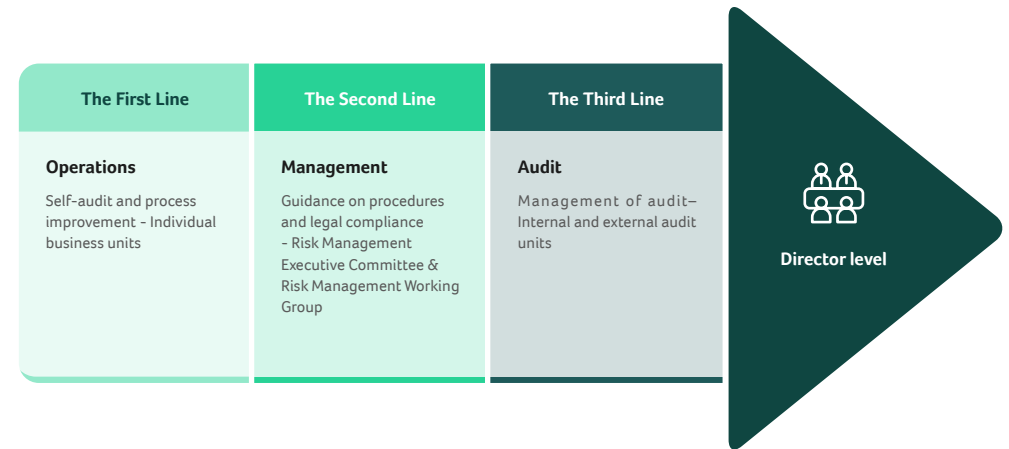 The First Line
The Second Line
The Third Line
Operations
Self-audit and process
improvement - Individual
business units
Management
Guidance on procedures
and legal compliance
- Risk Management
Executive Committee &
Risk Management Working
Group
Audit
Management of audit–
Internal and external audit
units
Director level